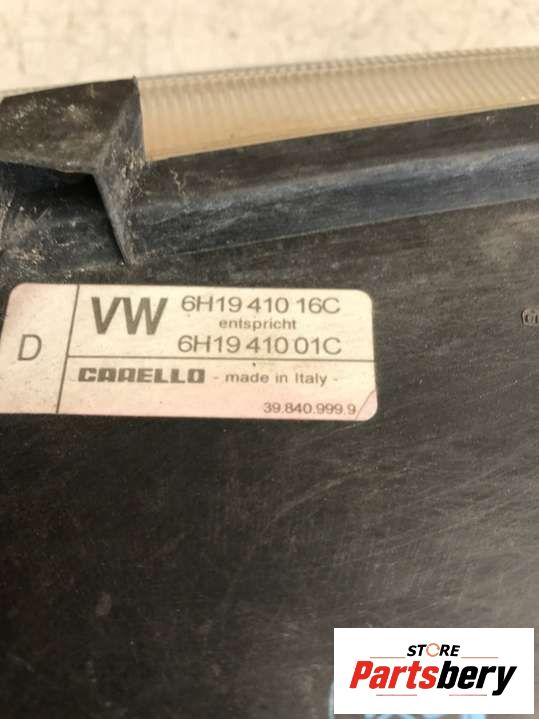 D
VW
6H19 410 16C
entspricht
6H19 410 01C
CARELLO - made in Italy -
39.840.999.9
STORE
Partsbery